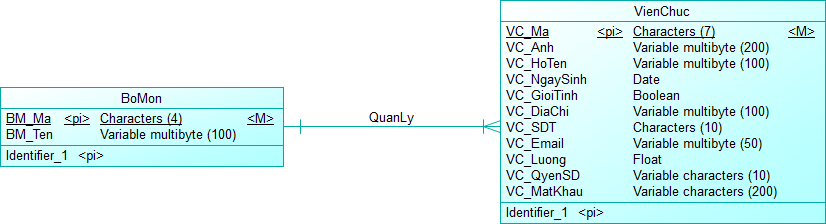 BoMon
BM_Ma <pi> Characters (4) <M>
BM_Ten Variable multibyte (100)
Identifier_1 <pi>
QuanLy
VienChuc
VC_Ma <pi> Characters (7) <M>
VC_Anh Variable multibyte (200)
VC_HoTen Variable multibyte (100)
VC_NgaySinh Date
VC_GioiTinh Boolean
VC_DiaChi Variable multibyte (100)
VC_SDT Characters (10)
VC_Email Variable multibyte (50)
VC_Luong Float
VC_QyenSD Variable characters (10)
VC_MatKhau Variable characters (200)
Identifier_1 <pi>